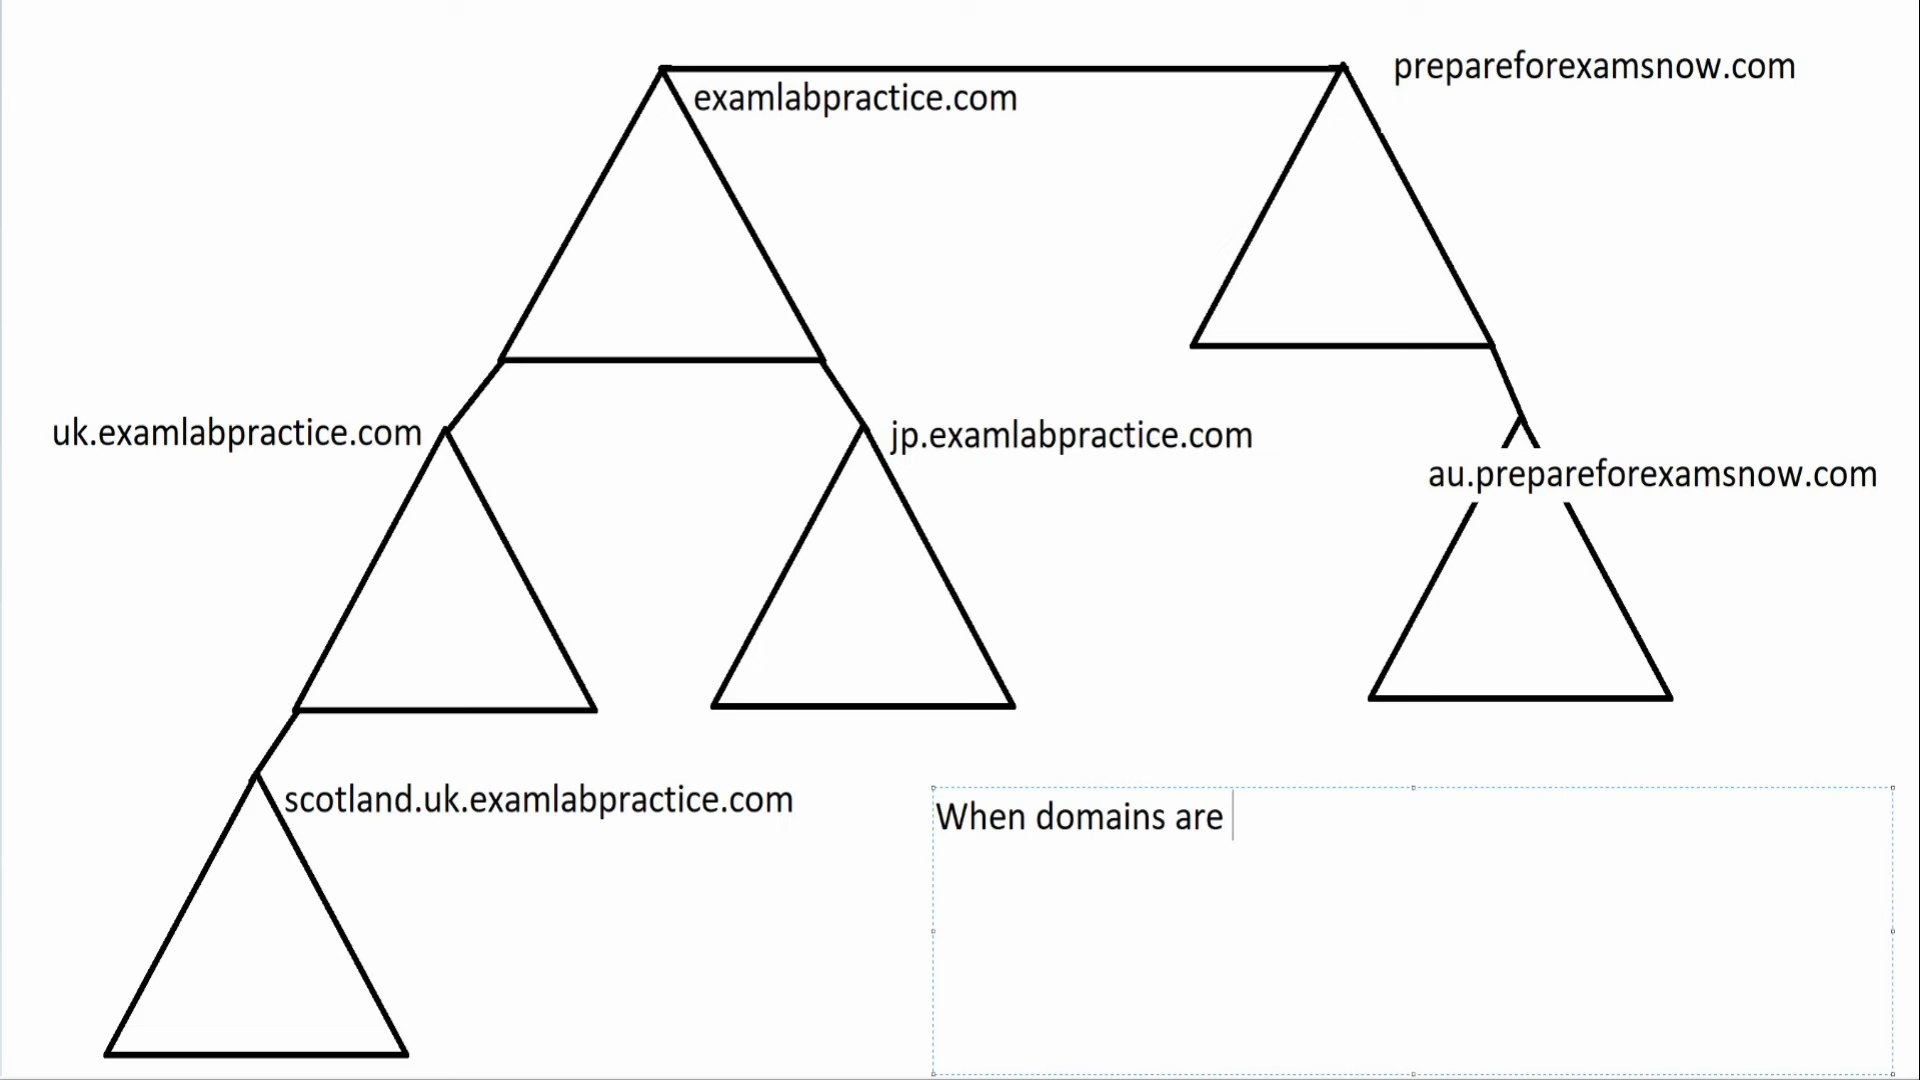 prepareforexamsnow.com
examlabpractice.com
uk.examlabpractice.com
jp.examlabpractice.com
au.prepareforexamsnow.com
scotland.uk.examlabpractice.com
When domains are